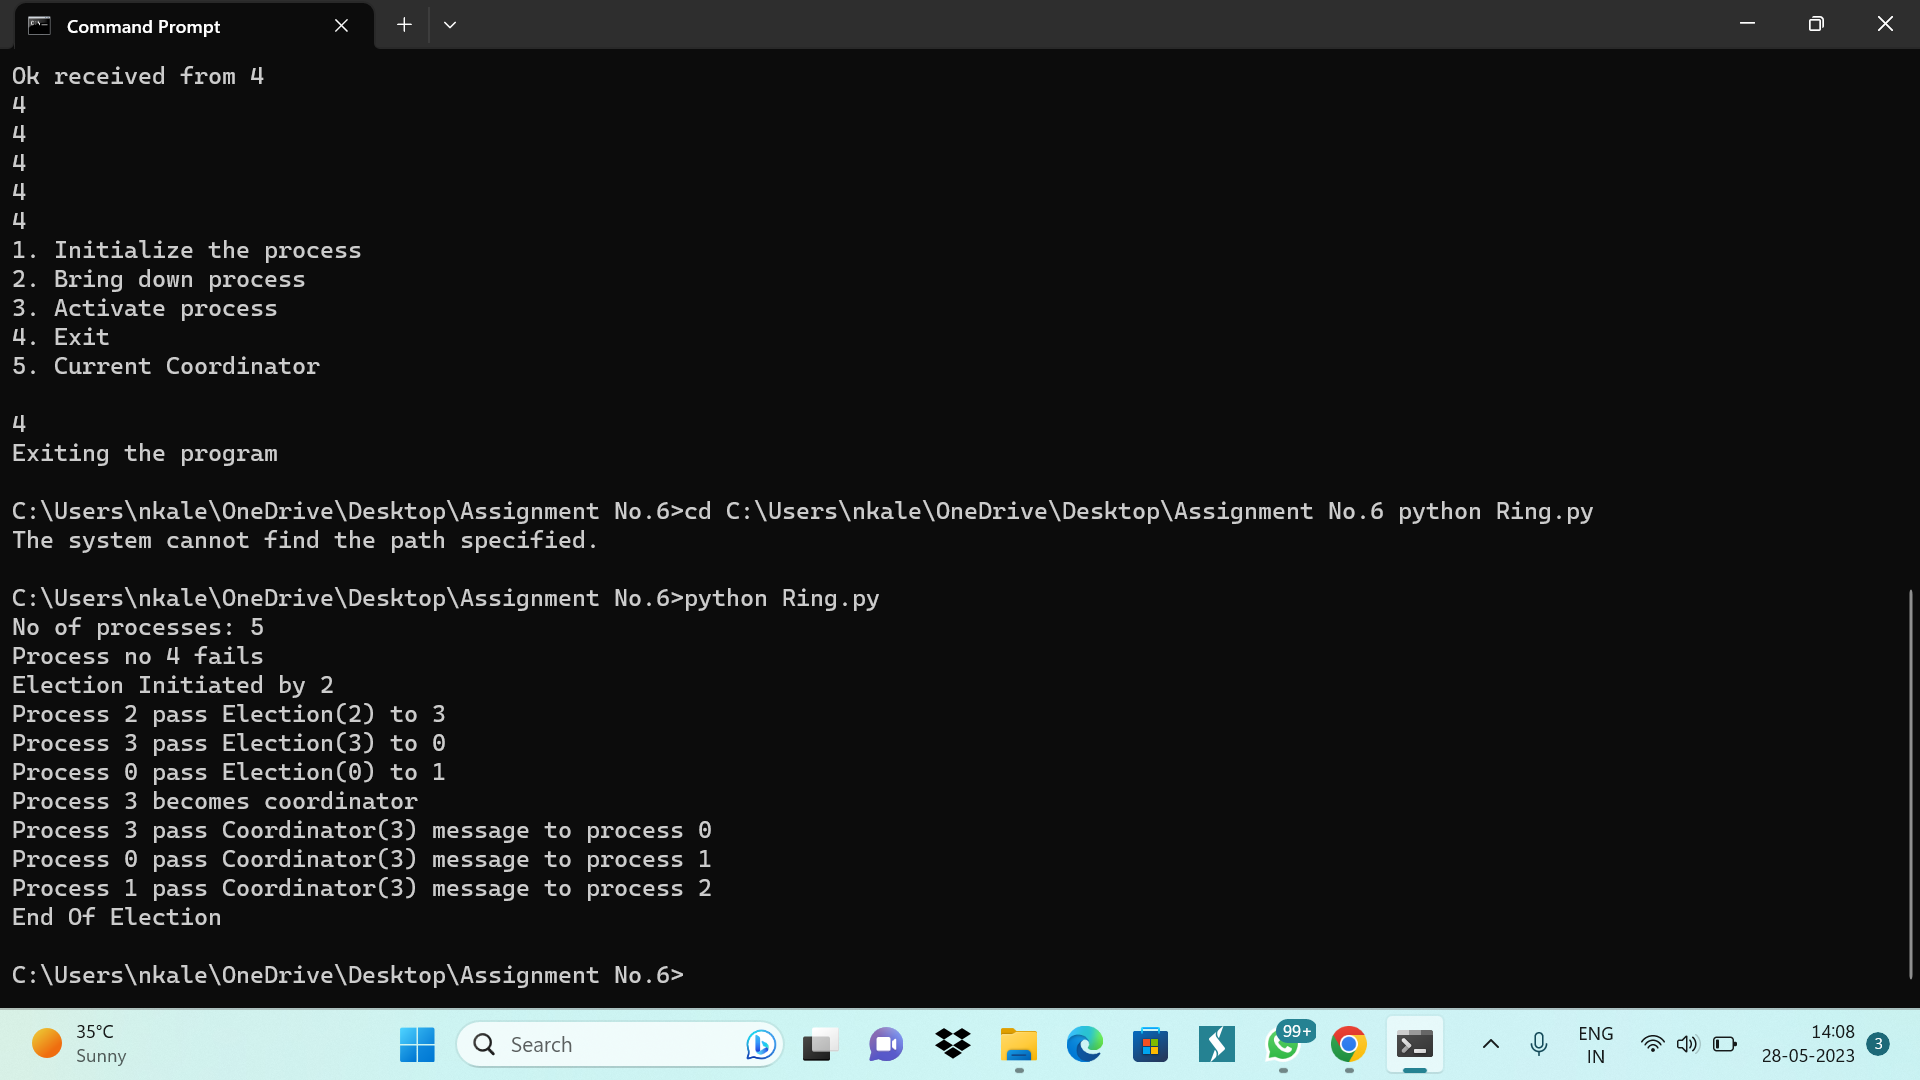 Command Prompt
Ok received from 4
4
4
4
4
4
1. Initialize the process
2. Bring down process
3. Activate process
4. Exit
5. Current Coordinator
4
Exiting the program
C:\Users\nkale\OneDrive\Desktop\Assignment No.6>cd C:\Users\nkale\OneDrive\Desktop\Assignment No.6 python Ring.py
The system cannot find the path specified.
C:\Users\nkale\OneDrive\Desktop\Assignment No.6>python Ring.py
No of processes: 5
Process no 4 fails
Election Initiated by 2
Process 2 pass Election(2) to 3
Process 3 pass Election(3) to 0
Process 0 pass Election(0) to 1
Process 3 becomes coordinator
Process 3 pass Coordinator(3) message to process 0
Process 0 pass Coordinator(3) message to process 1
Process 1 pass Coordinator(3) message to process 2
End Of Election
C:\Users\nkale\OneDrive\Desktop\Assignment No.6>
35°C
Sunny
Search
99+
ENG
IN
14:08
28-05-2023
3